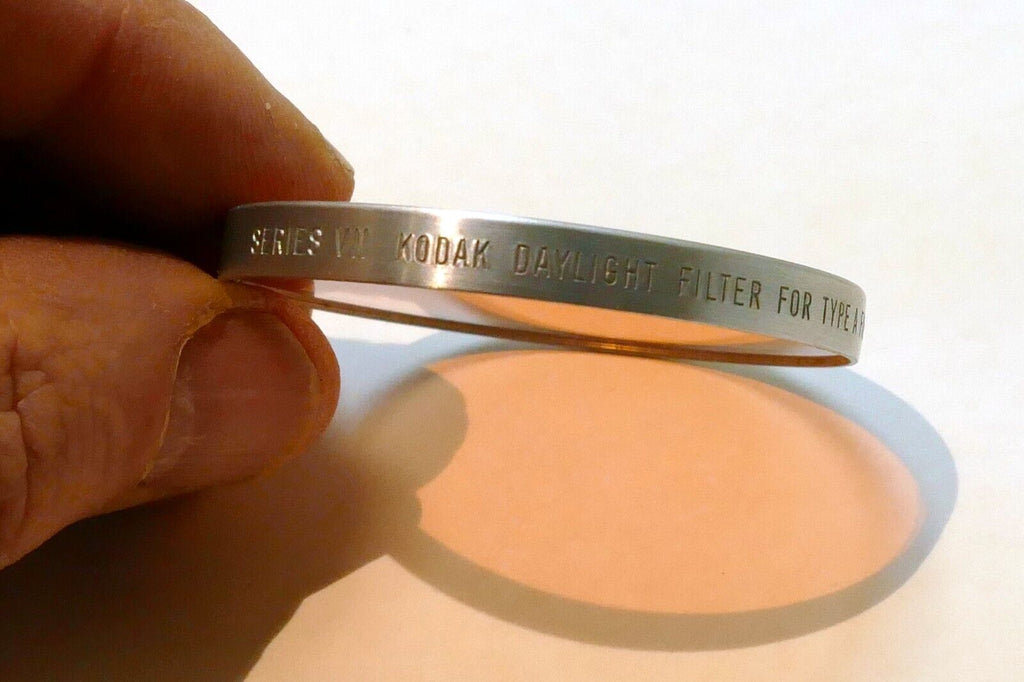 SERIES VII KODAK DAYLIGHT FILTER FOR TYPE A